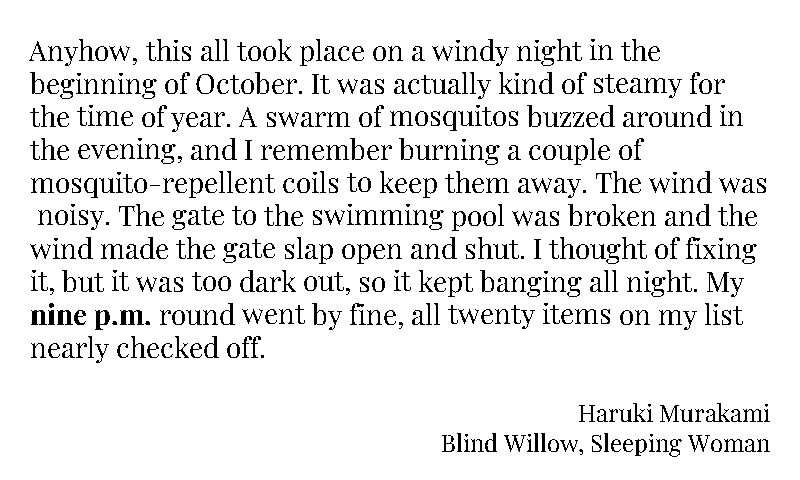 Anyhow, this all took place on a windy night in the
beginning of October. It was actually kind of steamy for
the time of year. A swarm of mosquitos buzzed around in
the evening, and I remember burning a couple of
mosquito-repellent coils to keep them away. The wind was
noisy. The gate to the swimming pool was broken and the
wind made the gate slap open and shut. I thought of fixing
it, but it was too dark out, so it kept banging all night. My
nine p.m. round went by fine, all twenty items on my list
nearly checked off.
Haruki Murakami
Blind Willow, Sleeping Woman